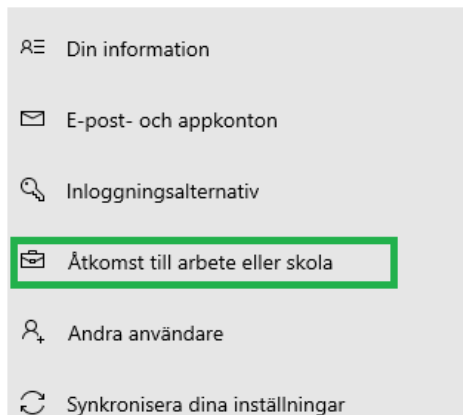 Din information
E-post- och appkonton
Inloggningsalternativ
Åtkomst till arbete eller skola
Andra användare
Synkronisera dina inställningar